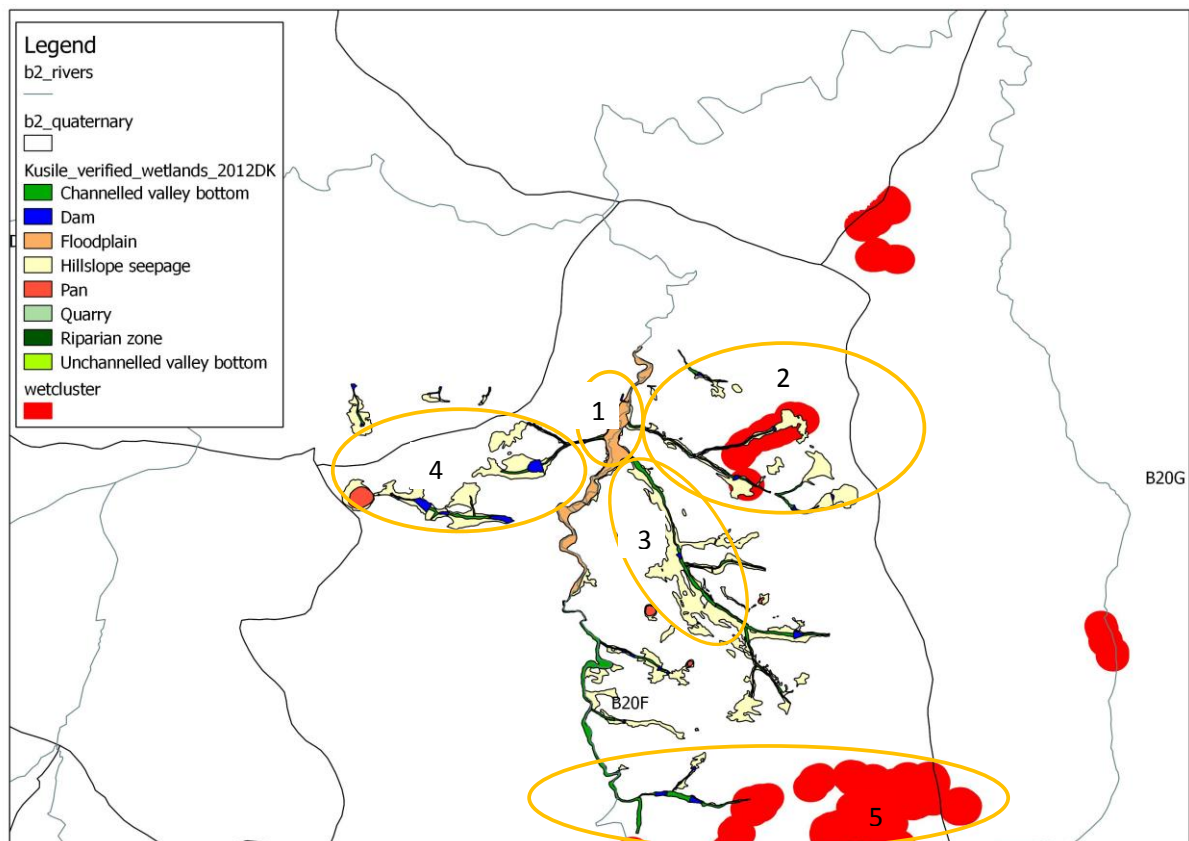 Legend
b2_rivers
b2_quaternary
Kusile_verified_wetlands_2012DK
Channelled valley bottom
Dam
Floodplain
Hillslope seepage
Pan
Quarry
Riparian zone
Unchannelled valley bottom
wetcluster
1
2
3
4
5
B20G
B20F